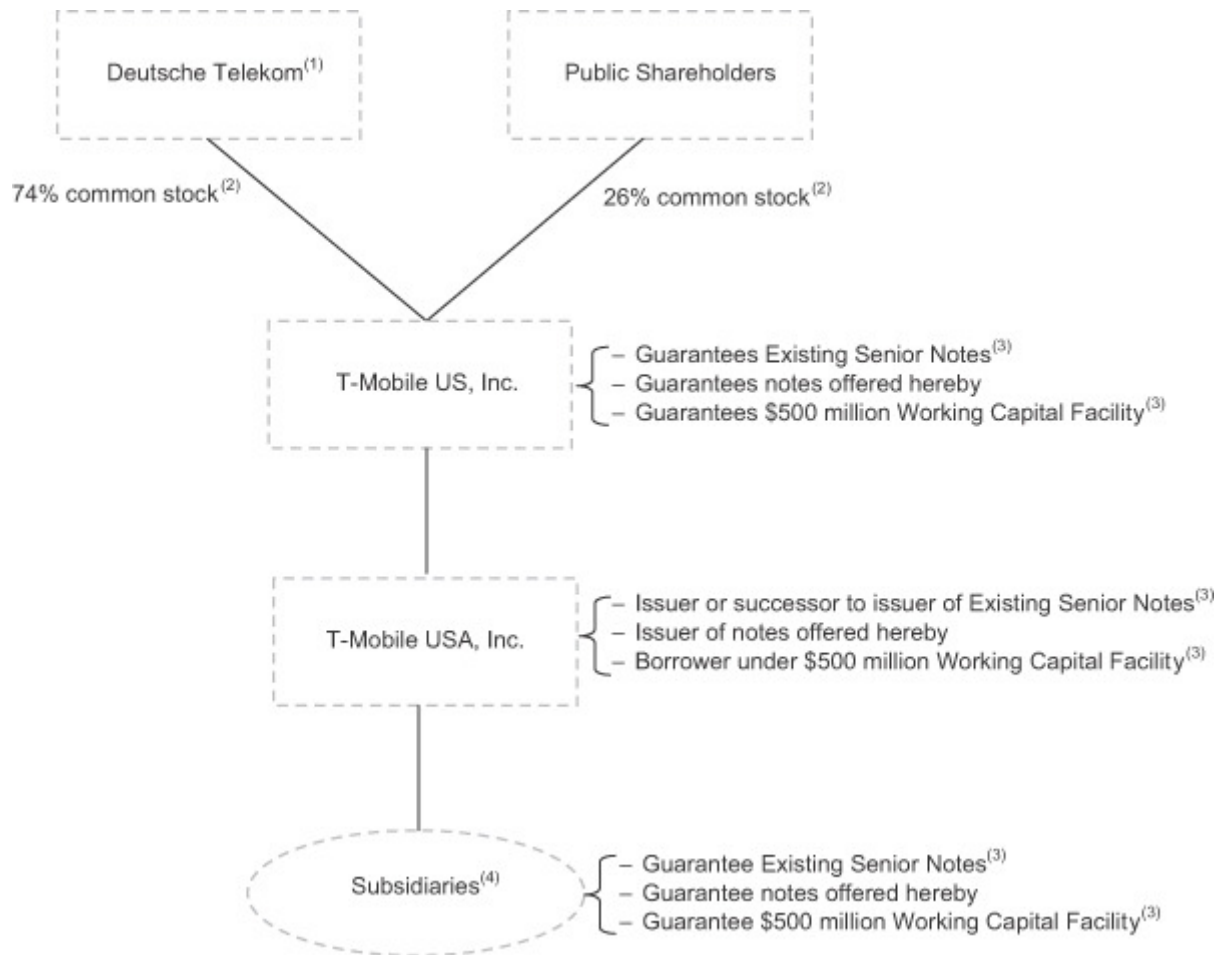 Deutsche Telekom(1)
Public Shareholders
74% common stock(2)
26% common stock(2)
T-Mobile US, Inc.
– Guarantees Existing Senior Notes(3)
– Guarantees notes offered hereby
– Guarantees $500 million Working Capital Facility(3)
T-Mobile USA, Inc.
– Issuer or successor to issuer of Existing Senior Notes(3)
– Issuer of notes offered hereby
– Borrower under $500 million Working Capital Facility(3)
Subsidiaries(4)
– Guarantee Existing Senior Notes(3)
– Guarantee notes offered hereby
– Guarantee $500 million Working Capital Facility(3)